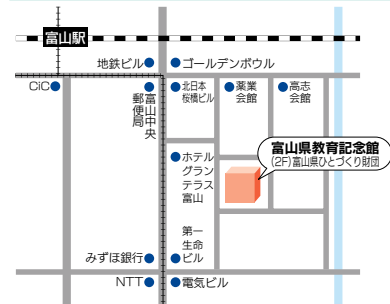 富山駅
地鉄ビル
ゴールデンボウル
CiC
富山中央
郵便局
北日本
桜橋ビル
薬業
会館
高志
会館
富山県教育記念館
(2F)富山県ひとづくり財団
ホテル
グラン
テラス
富山
みずほ銀行
第一
生命
ビル
NTT
電気ビル